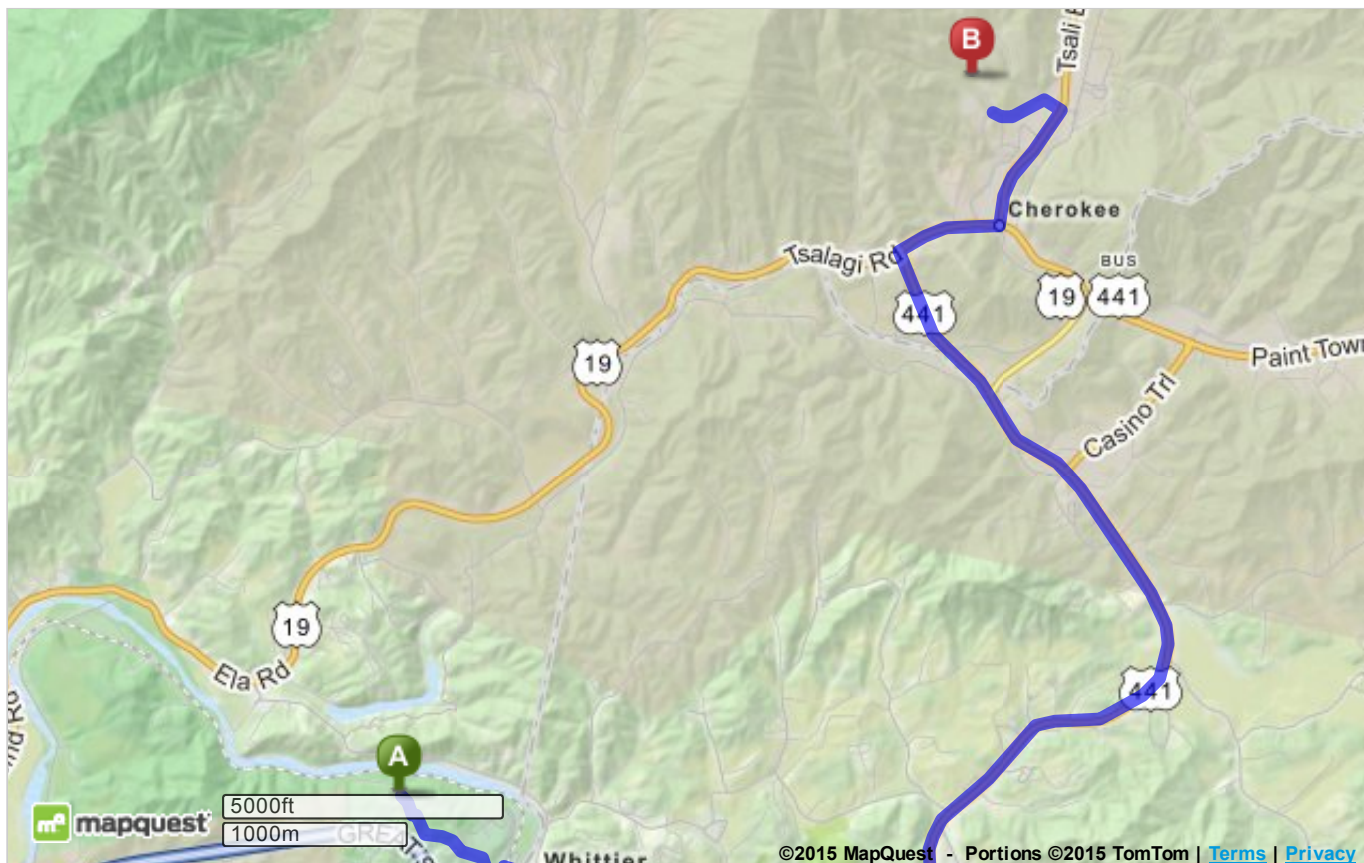 B
Tsali B
Cherokee
BUS
Tsalagi Rd
19
441
441
Paint Town
19
Casino Trl
19
Ela Rd
441
A
5000ft
mapquest
1000m
Whittier
©2015 MapQuest - Portions ©2015 TomTom | Terms | Privacy